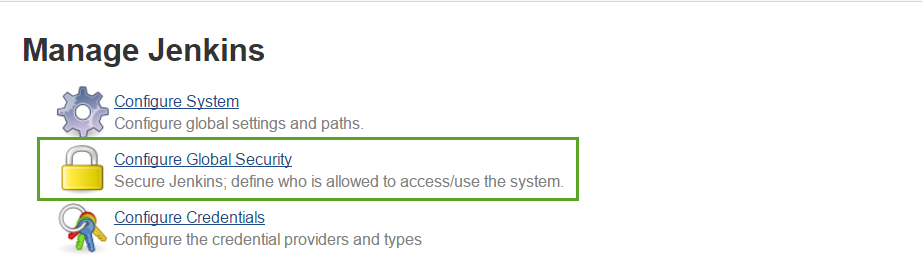 Manage Jenkins
Configure System
Configure global settings and paths.
Configure Global Security
Secure Jenkins; define who is allowed to access/use the system.
Configure Credentials
Configure the credential providers and types